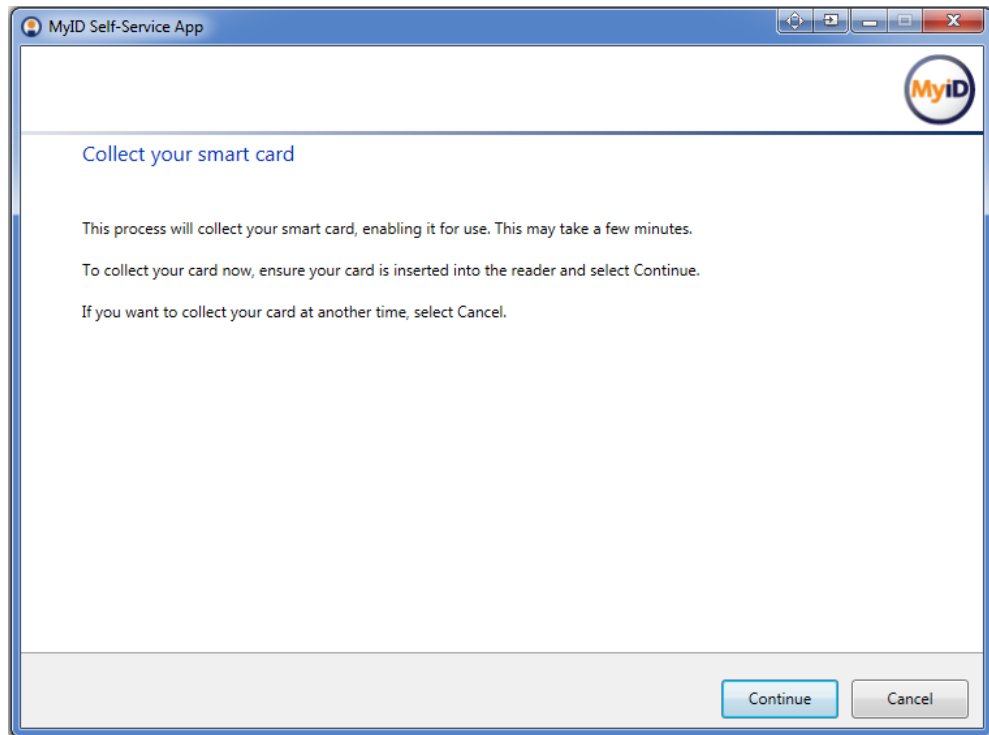 MyID Self-Service App
MyiD
Collect your smart card
This process will collect your smart card, enabling it for use. This may take a few minutes.
To collect your card now, ensure your card is inserted into the reader and select Continue.
If you want to collect your card at another time, select Cancel.
Continue
Cancel